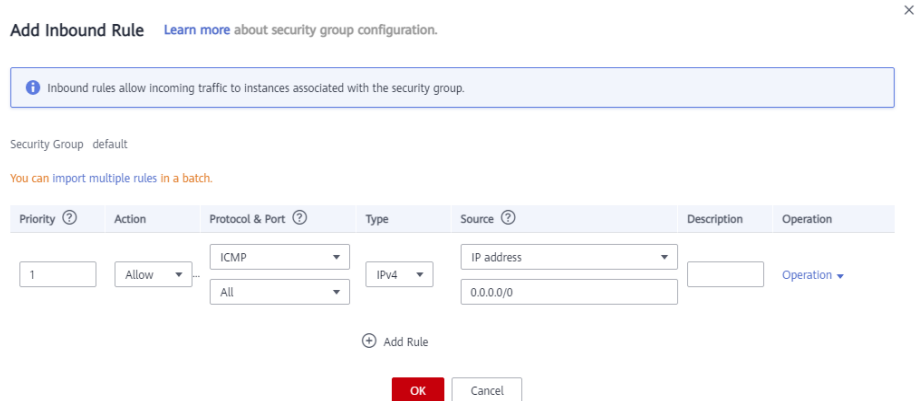 Add Inbound Rule Learn more about security group configuration.
Inbound rules allow incoming traffic to instances associated with the security group.
Security Group default
You can import multiple rules in a batch.
Priority Action Protocol & Port Type Source Description Operation
ICMP IP address
1 Allow ... IPv4 Operation
All 0.0.0.0/0
Add Rule
OK Cancel